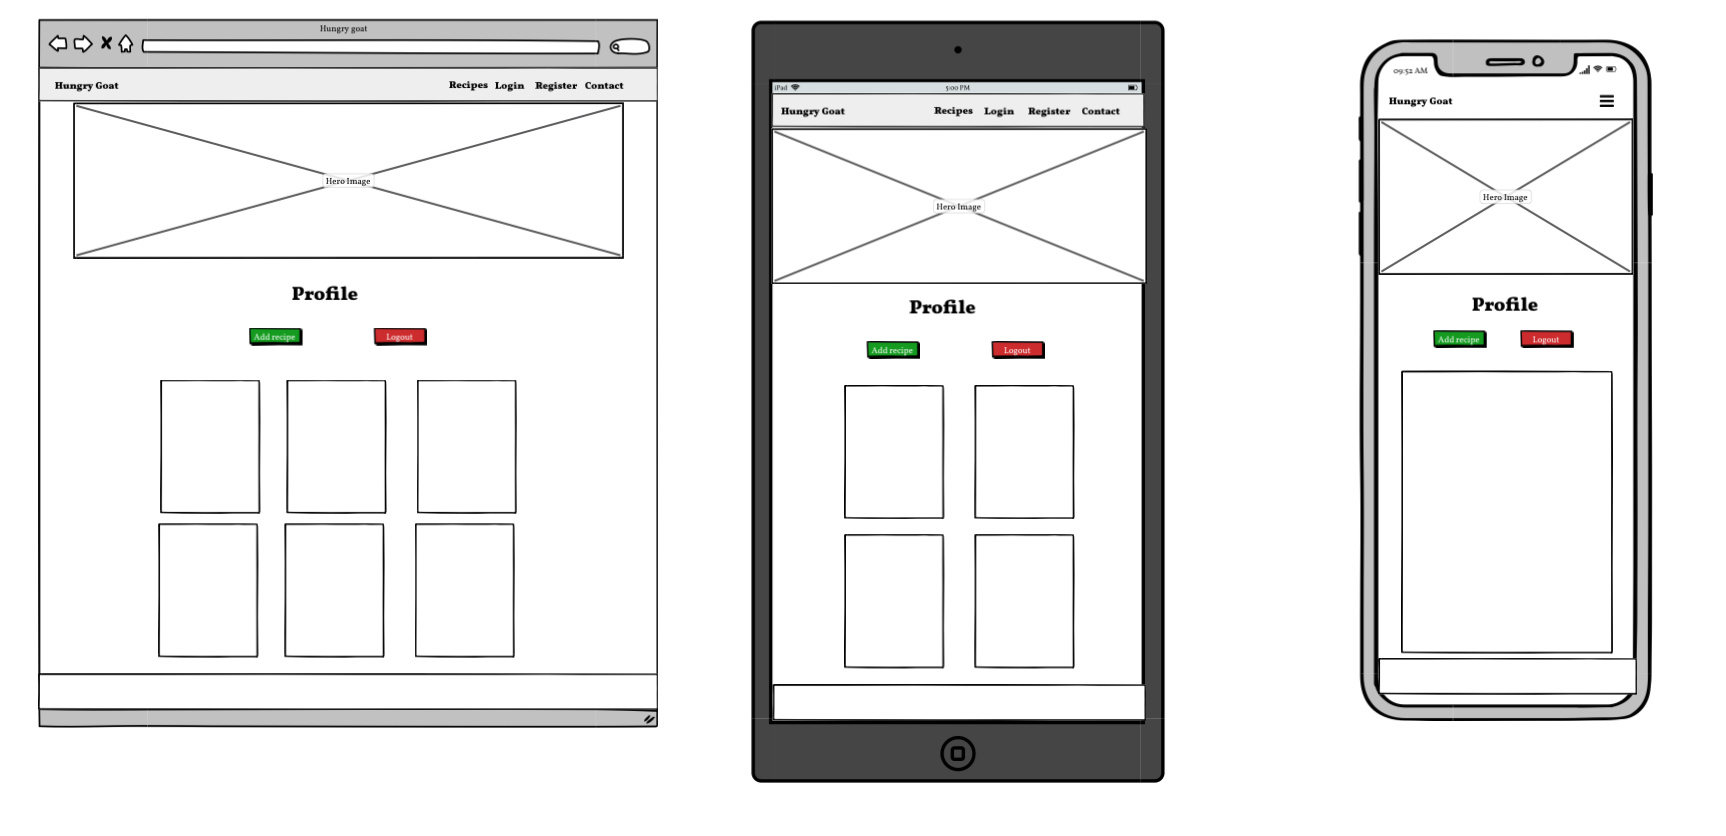 Hungry goat
Hungry Goat Recipes Login Register Contact
Hero Image
Profile
Add recipe Logout
iPad 5:00 PM
Hungry Goat Recipes Login Register Contact
Hero Image
Profile
Add recipe Logout
09:52 AM
Hungry Goat
Hero Image
Profile
Add recipe Logout